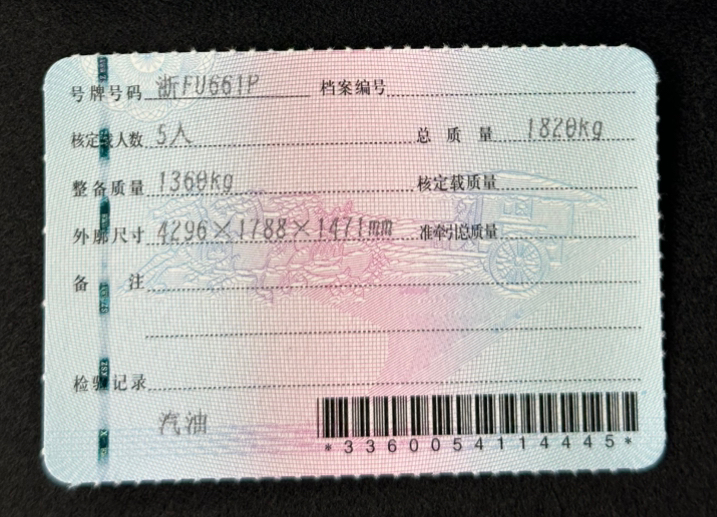 号牌号码 浙FU661P 档案编号
核定载人数 5人 总质量 1820kg
整备质量 1360kg 核定载质量
外廓尺寸 4296×1788×1471mm 准牵引总质量
备注
检验记录
汽油
*3360054114445*